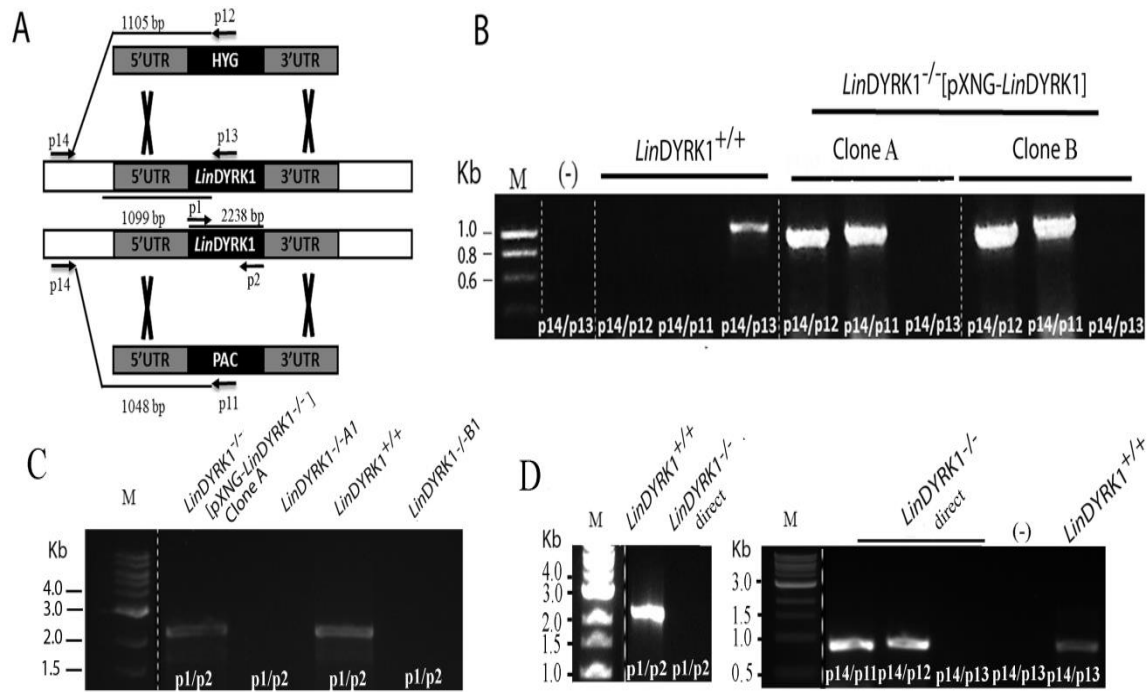 A
1105 bp
p12
5'UTR HYG 3'UTR
p14
p13
5'UTR LinDYRK1 3'UTR
p1
1099 bp 2238 bp
5'UTR LinDYRK1 3'UTR
p14
p2
5'UTR PAC 3'UTR
1048 bp
p11
B
LinDYRK1-/-[pXNG-LinDYRK1]
LinDYRK1+/+ Clone A Clone B
Kb M (-)
1.0
0.8
0.6
p14/p13 p14/p12 p14/p11 p14/p13 p14/p12 p14/p11 p14/p13 p14/p12 p14/p11 p14/p13
C
M
LinDYRK1-/-
[pXNG-LinDYRK1-/-]
Clone A
LinDYRK1-/-A1
LinDYRK1+/+
LinDYRK1-/-B1
Kb
4.0
3.0
2.0
1.5
p1/p2 p1/p2 p1/p2 p1/p2
D
M
LinDYRK1+/+
LinDYRK1-/-
direct
Kb
4.0
3.0
2.0
1.5
1.0
p1/p2 p1/p2
M
LinDYRK1-/-
direct
(-)
LinDYRK1+/+
Kb
3.0
1.5
1.0
0.5
p14/p11 p14/p12 p14/p13 p14/p13 p14/p13